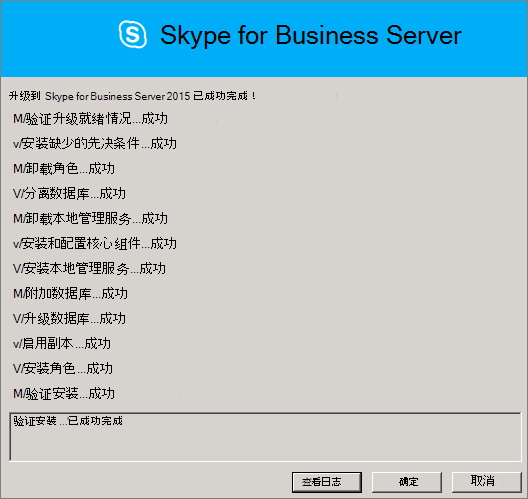 Skype for Business Server
升级到 Skype for Business Server 2015 已成功完成！
M/验证升级就绪情况...成功
v/安装缺少的先决条件...成功
M/卸载角色...成功
V/分离数据库...成功
M/卸载本地管理服务...成功
v/安装和配置核心组件...成功
V/安装本地管理服务...成功
M/附加数据库...成功
V/升级数据库...成功
v/启用副本...成功
V/安装角色...成功
M/验证安装...成功
验证安装 ...已成功完成
查看日志
确定
取消